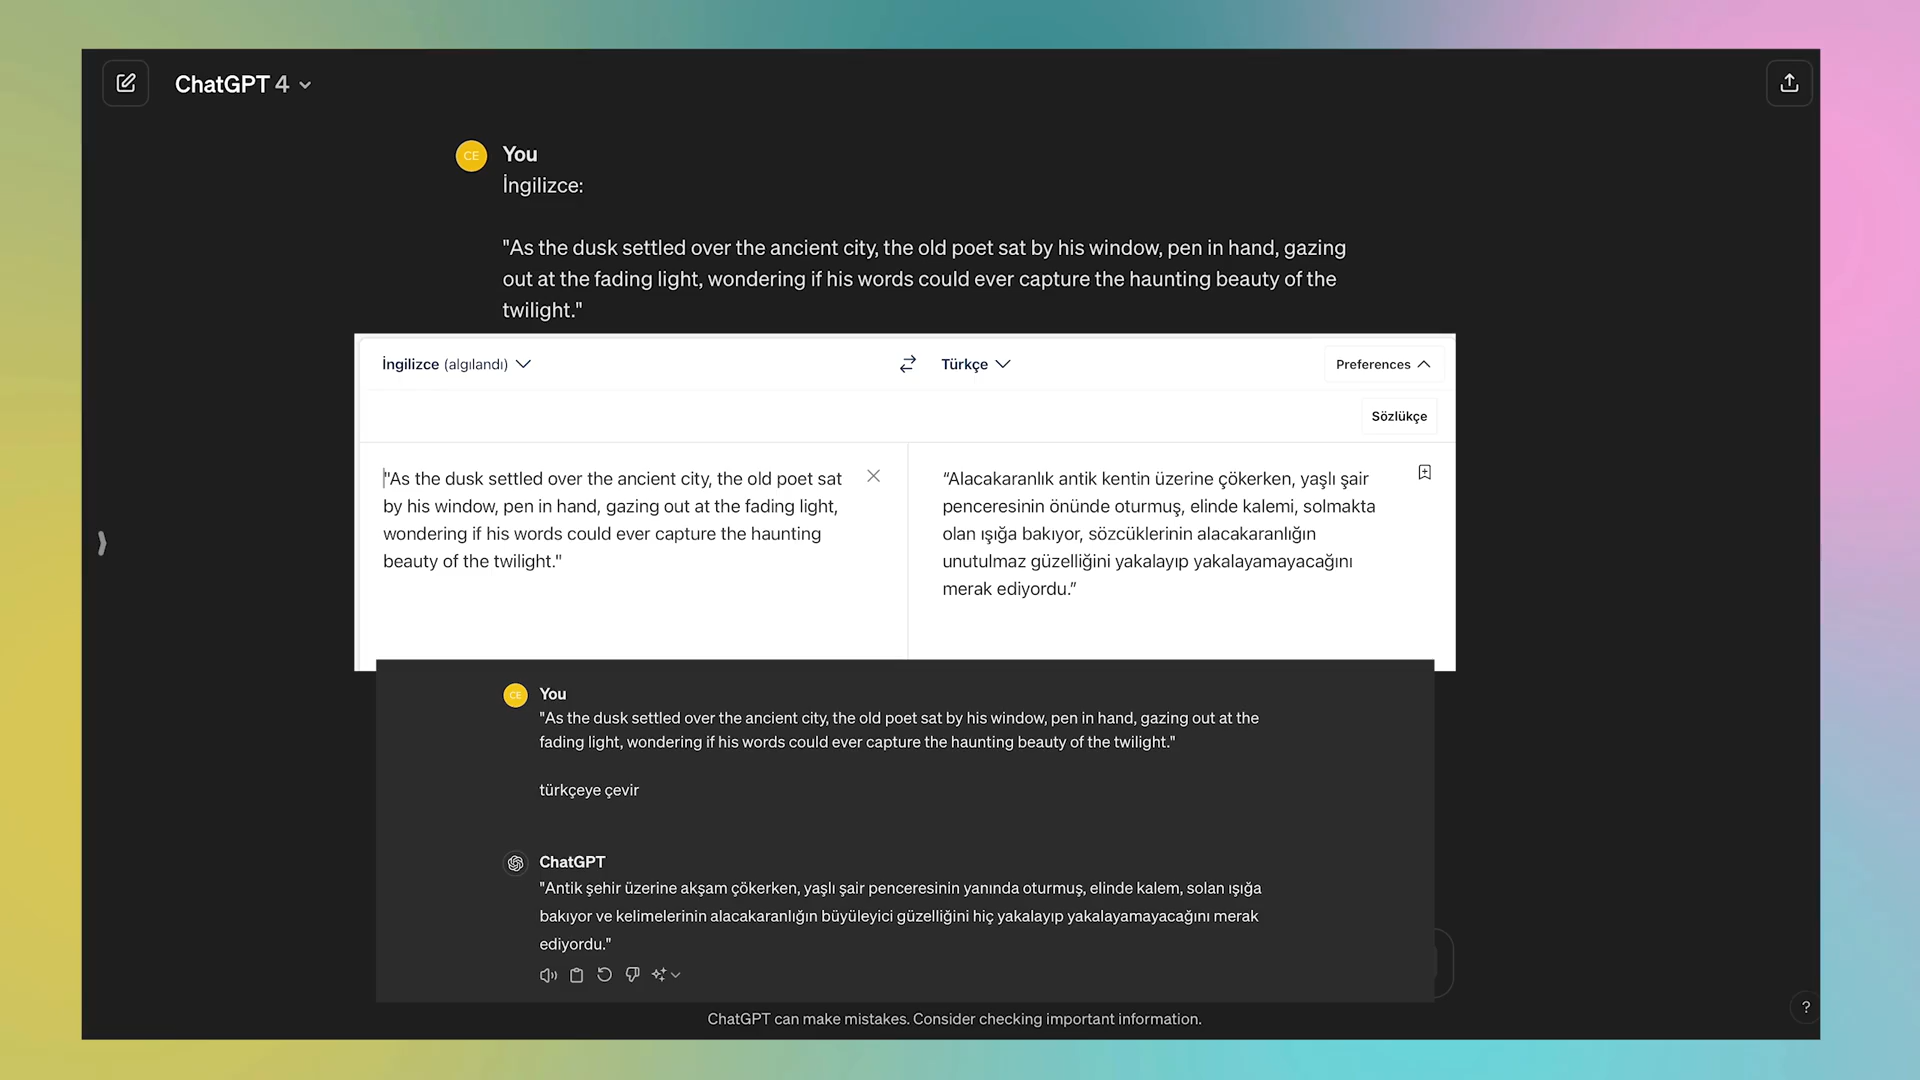 ChatGPT 4
CE
You
İngilizce:
"As the dusk settled over the ancient city, the old poet sat by his window, pen in hand, gazing
out at the fading light, wondering if his words could ever capture the haunting beauty of the
twilight."
İngilizce (algılandı)
Türkçe
Preferences
Sözlükçe
"As the dusk settled over the ancient city, the old poet sat
by his window, pen in hand, gazing out at the fading light,
wondering if his words could ever capture the haunting
beauty of the twilight."
“Alacakaranlık antik kentin üzerine çökerken, yaşlı şair
penceresinin önünde oturmuş, elinde kalemi, solmakta
olan ışığa bakıyor, sözcüklerinin alacakaranlığın
unutulmaz güzelliğini yakalayıp yakalayamayacağını
merak ediyordu.”
CE
You
"As the dusk settled over the ancient city, the old poet sat by his window, pen in hand, gazing out at the
fading light, wondering if his words could ever capture the haunting beauty of the twilight."
türkçeye çevir
ChatGPT
"Antik şehir üzerine akşam çökerken, yaşlı şair penceresinin yanında oturmuş, elinde kalem, solan ışığa
bakıyor ve kelimelerinin alacakaranlığın büyüleyici güzelliğini hiç yakalayıp yakalayamayacağını merak
ediyordu."
ChatGPT can make mistakes. Consider checking important information.
?